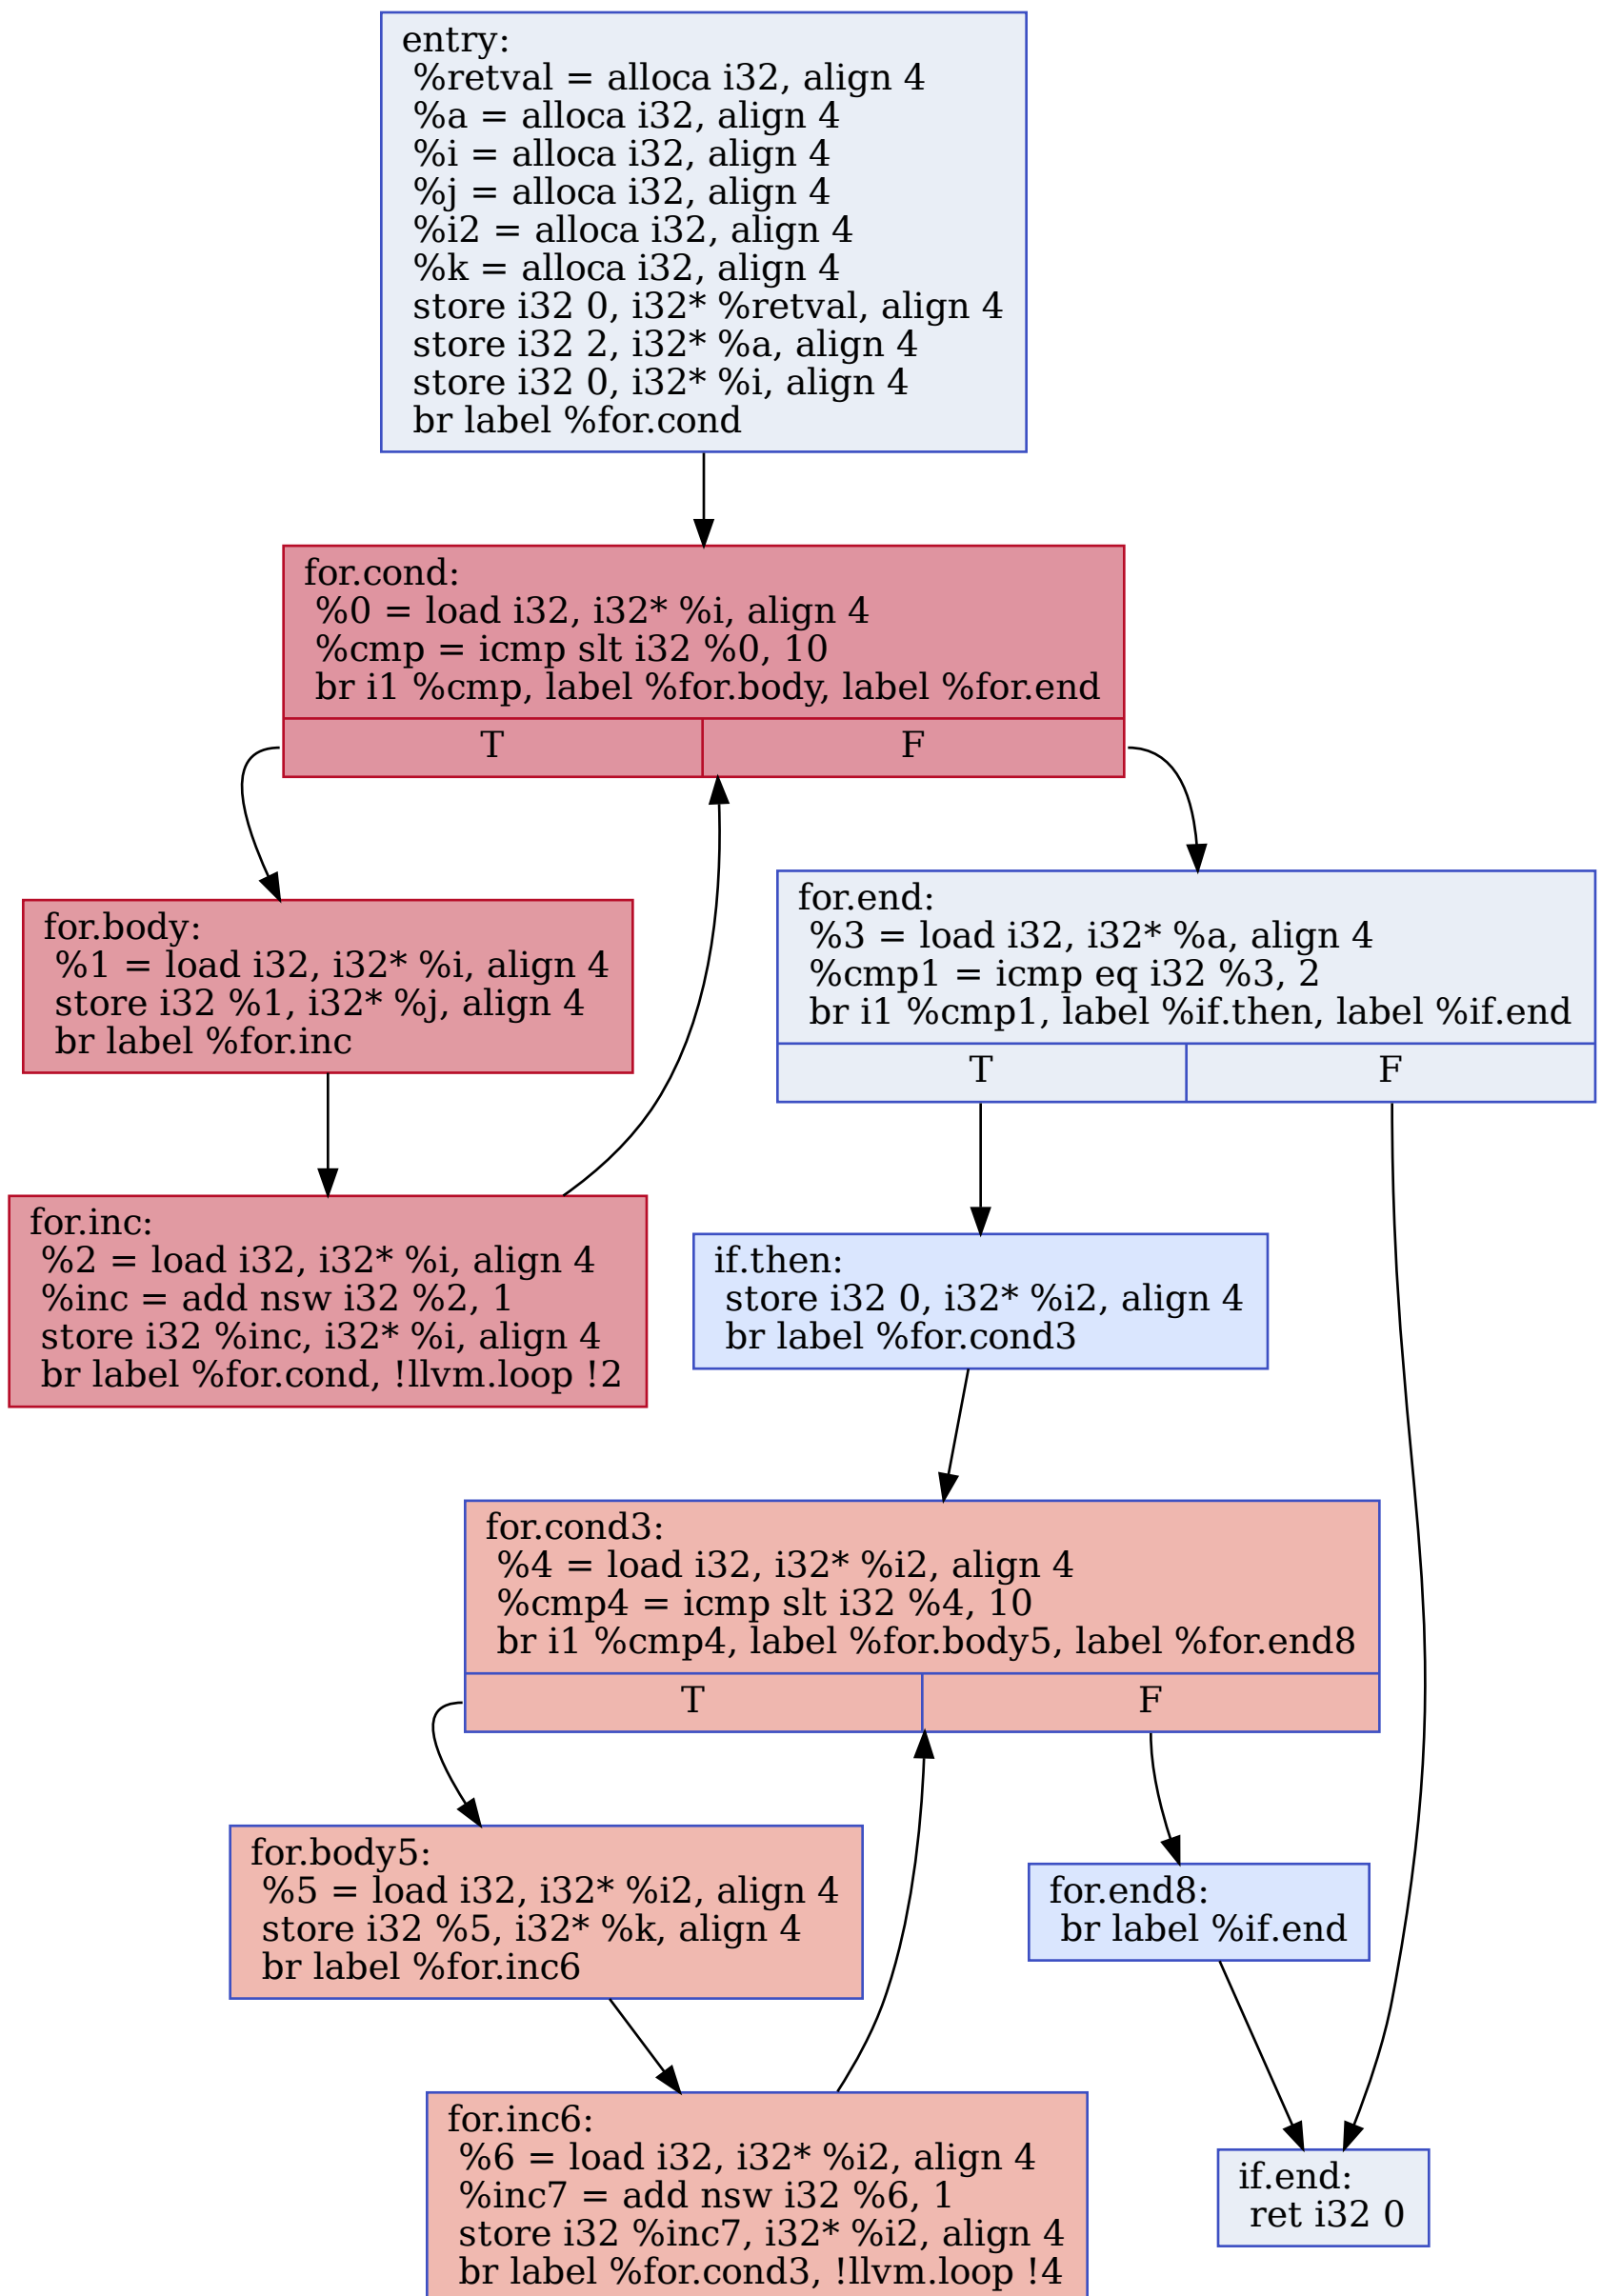 entry:
%retval = alloca i32, align 4
%a = alloca i32, align 4
%i = alloca i32, align 4
%j = alloca i32, align 4
%i2 = alloca i32, align 4
%k = alloca i32, align 4
store i32 0, i32* %retval, align 4
store i32 2, i32* %a, align 4
store i32 0, i32* %i, align 4
br label %for.cond
for.cond:
%0 = load i32, i32* %i, align 4
%cmp = icmp slt i32 %0, 10
br i1 %cmp, label %for.body, label %for.end
T F
for.body:
%1 = load i32, i32* %i, align 4
store i32 %1, i32* %j, align 4
br label %for.inc
for.end:
%3 = load i32, i32* %a, align 4
%cmp1 = icmp eq i32 %3, 2
br i1 %cmp1, label %if.then, label %if.end
T F
for.inc:
%2 = load i32, i32* %i, align 4
%inc = add nsw i32 %2, 1
store i32 %inc, i32* %i, align 4
br label %for.cond, !llvm.loop !2
if.then:
store i32 0, i32* %i2, align 4
br label %for.cond3
for.cond3:
%4 = load i32, i32* %i2, align 4
%cmp4 = icmp slt i32 %4, 10
br i1 %cmp4, label %for.body5, label %for.end8
T F
for.body5:
%5 = load i32, i32* %i2, align 4
store i32 %5, i32* %k, align 4
br label %for.inc6
for.end8:
br label %if.end
for.inc6:
%6 = load i32, i32* %i2, align 4
%inc7 = add nsw i32 %6, 1
store i32 %inc7, i32* %i2, align 4
br label %for.cond3, !llvm.loop !4
if.end:
ret i32 0